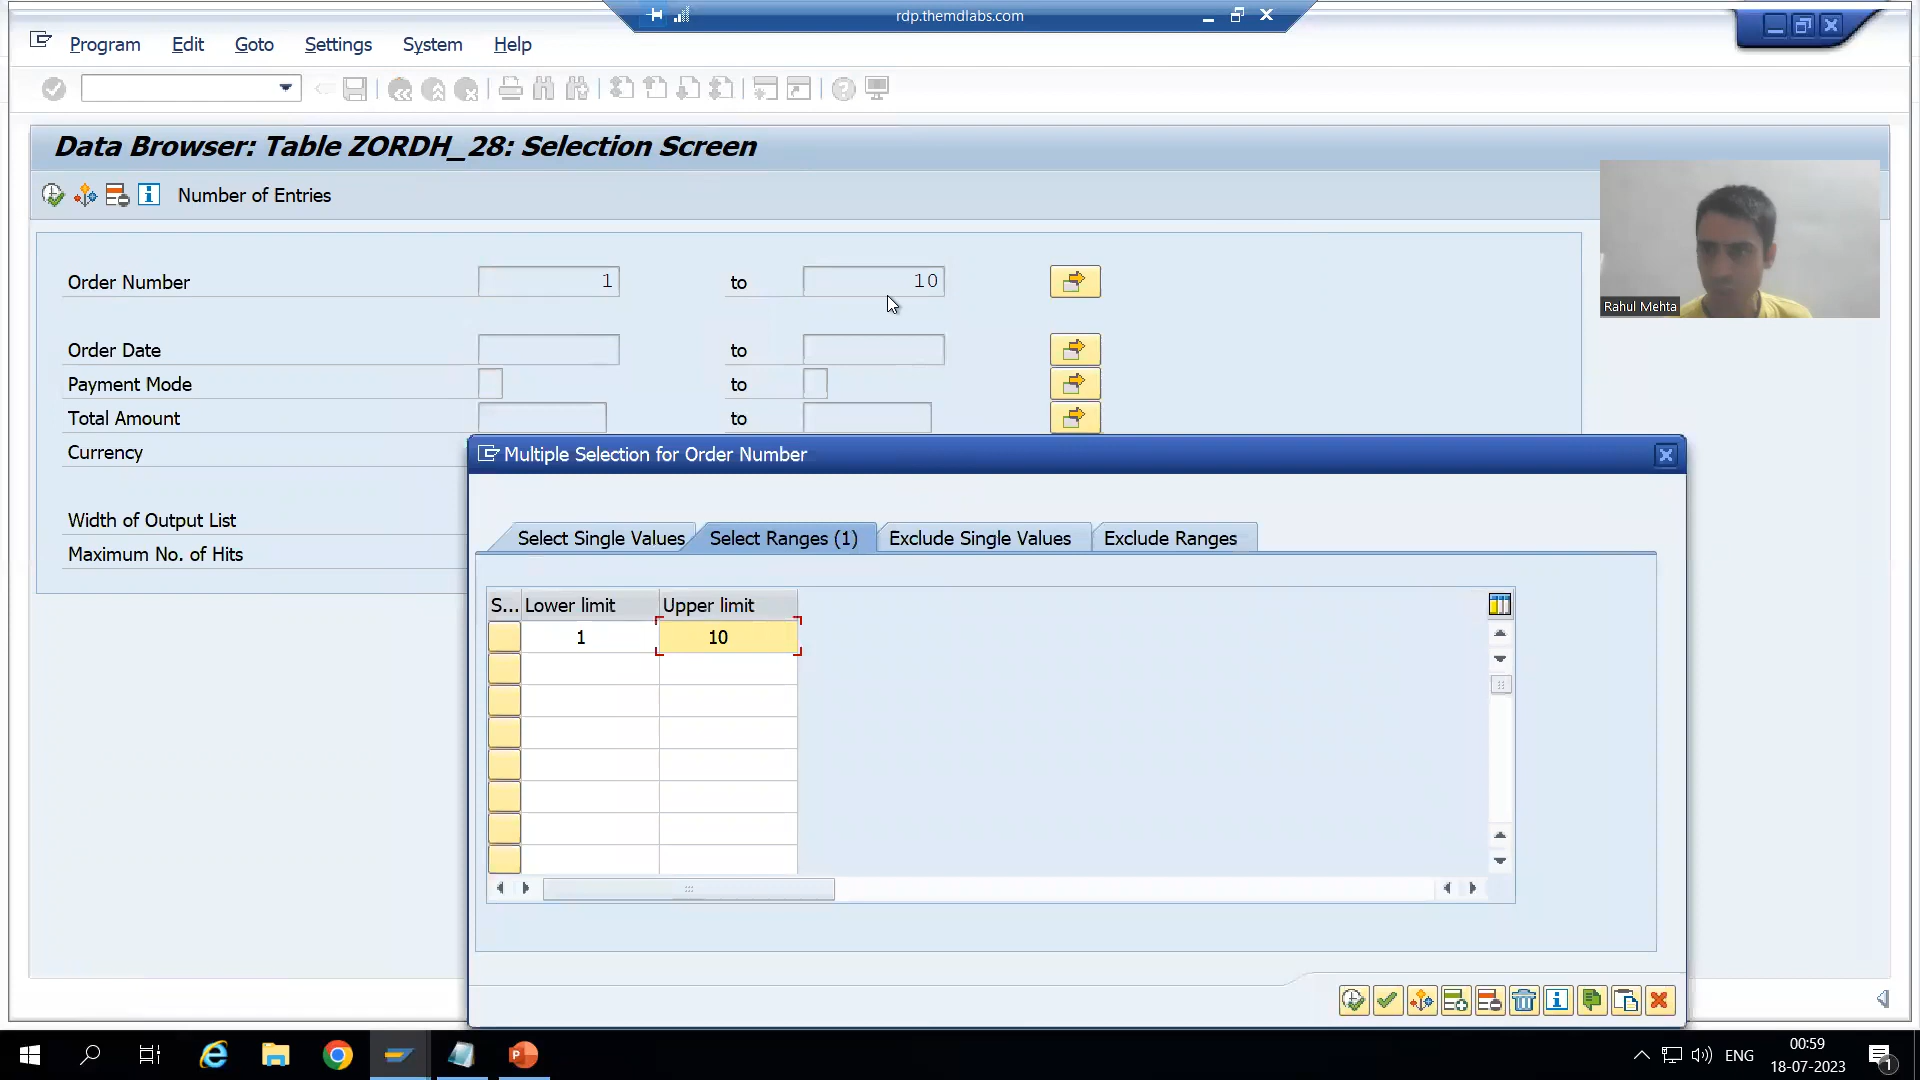 rdp.themdlabs.com
Program Edit Goto Settings System Help
Data Browser: Table ZORDH_28: Selection Screen
Number of Entries
Order Number 1 to 10
Order Date to
Payment Mode to
Total Amount to
Currency
Width of Output List
Maximum No. of Hits
Rahul Mehta
Multiple Selection for Order Number
Select Single Values Select Ranges (1) Exclude Single Values Exclude Ranges
S... Lower limit Upper limit
1 10
ENG
00:59
18-07-2023
1